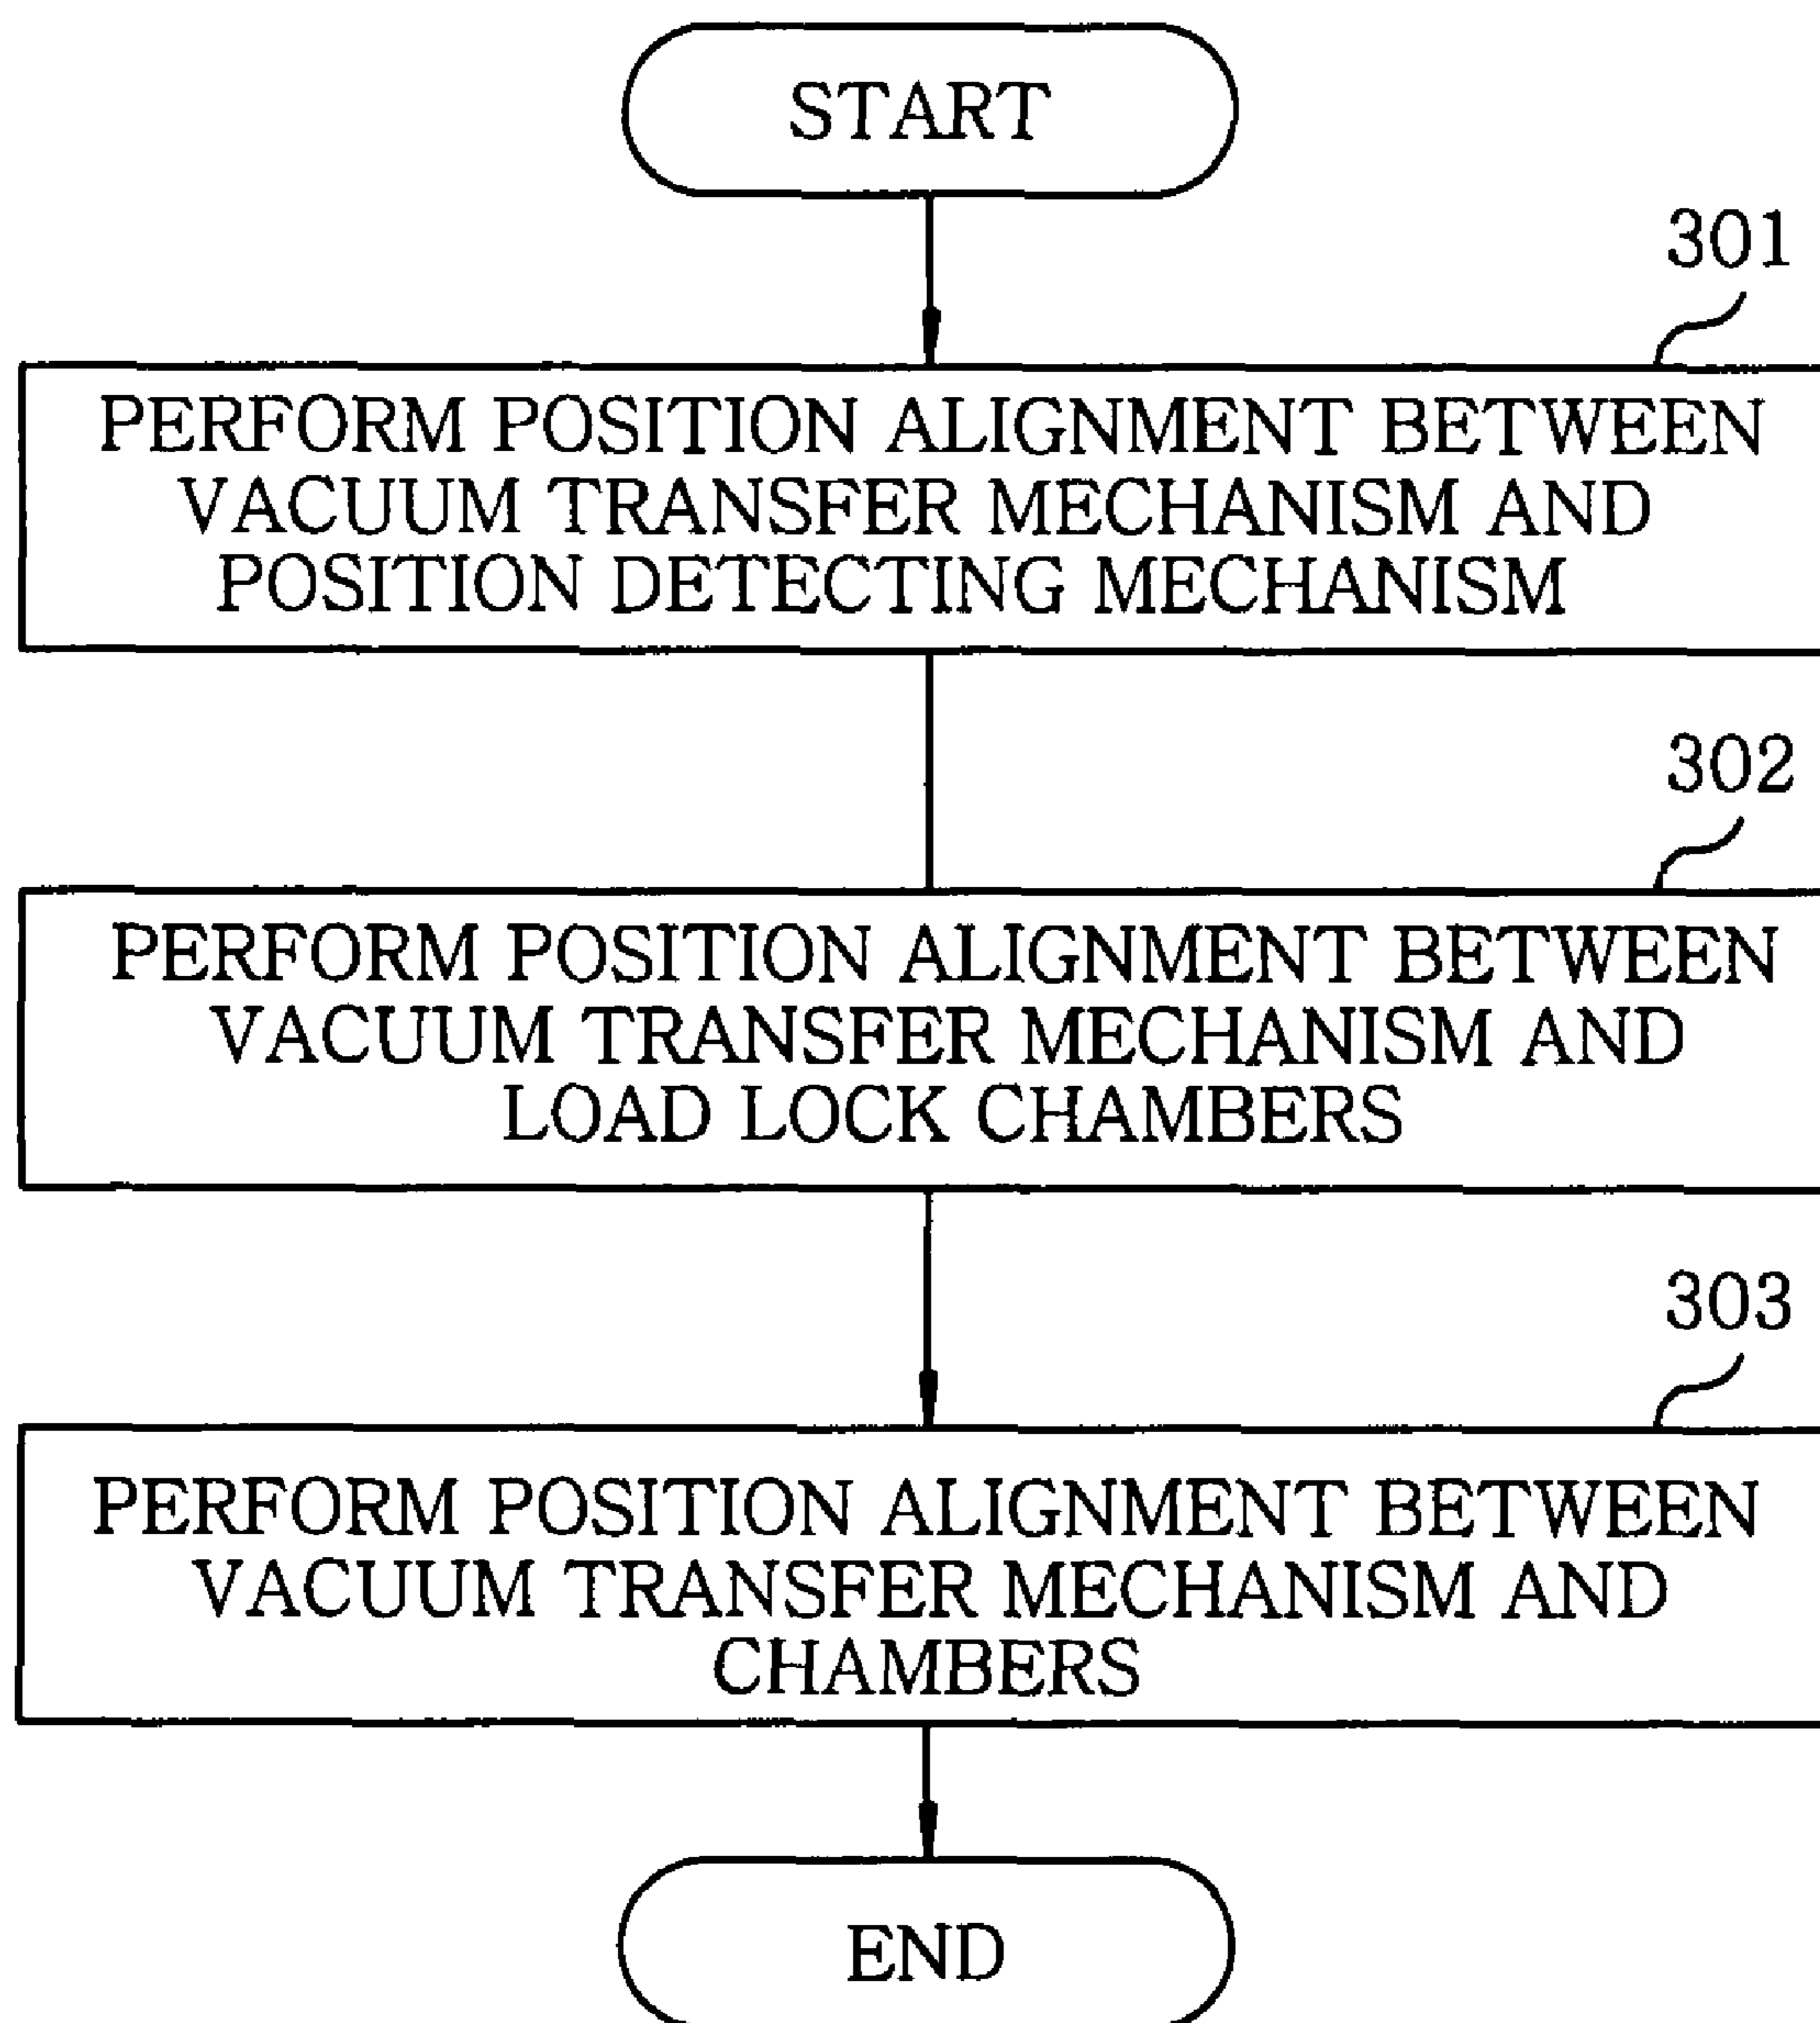 START
301
PERFORM POSITION ALIGNMENT BETWEEN
VACUUM TRANSFER MECHANISM AND
POSITION DETECTING MECHANISM
302
PERFORM POSITION ALIGNMENT BETWEEN
VACUUM TRANSFER MECHANISM AND
LOAD LOCK CHAMBERS
303
PERFORM POSITION ALIGNMENT BETWEEN
VACUUM TRANSFER MECHANISM AND
CHAMBERS
END